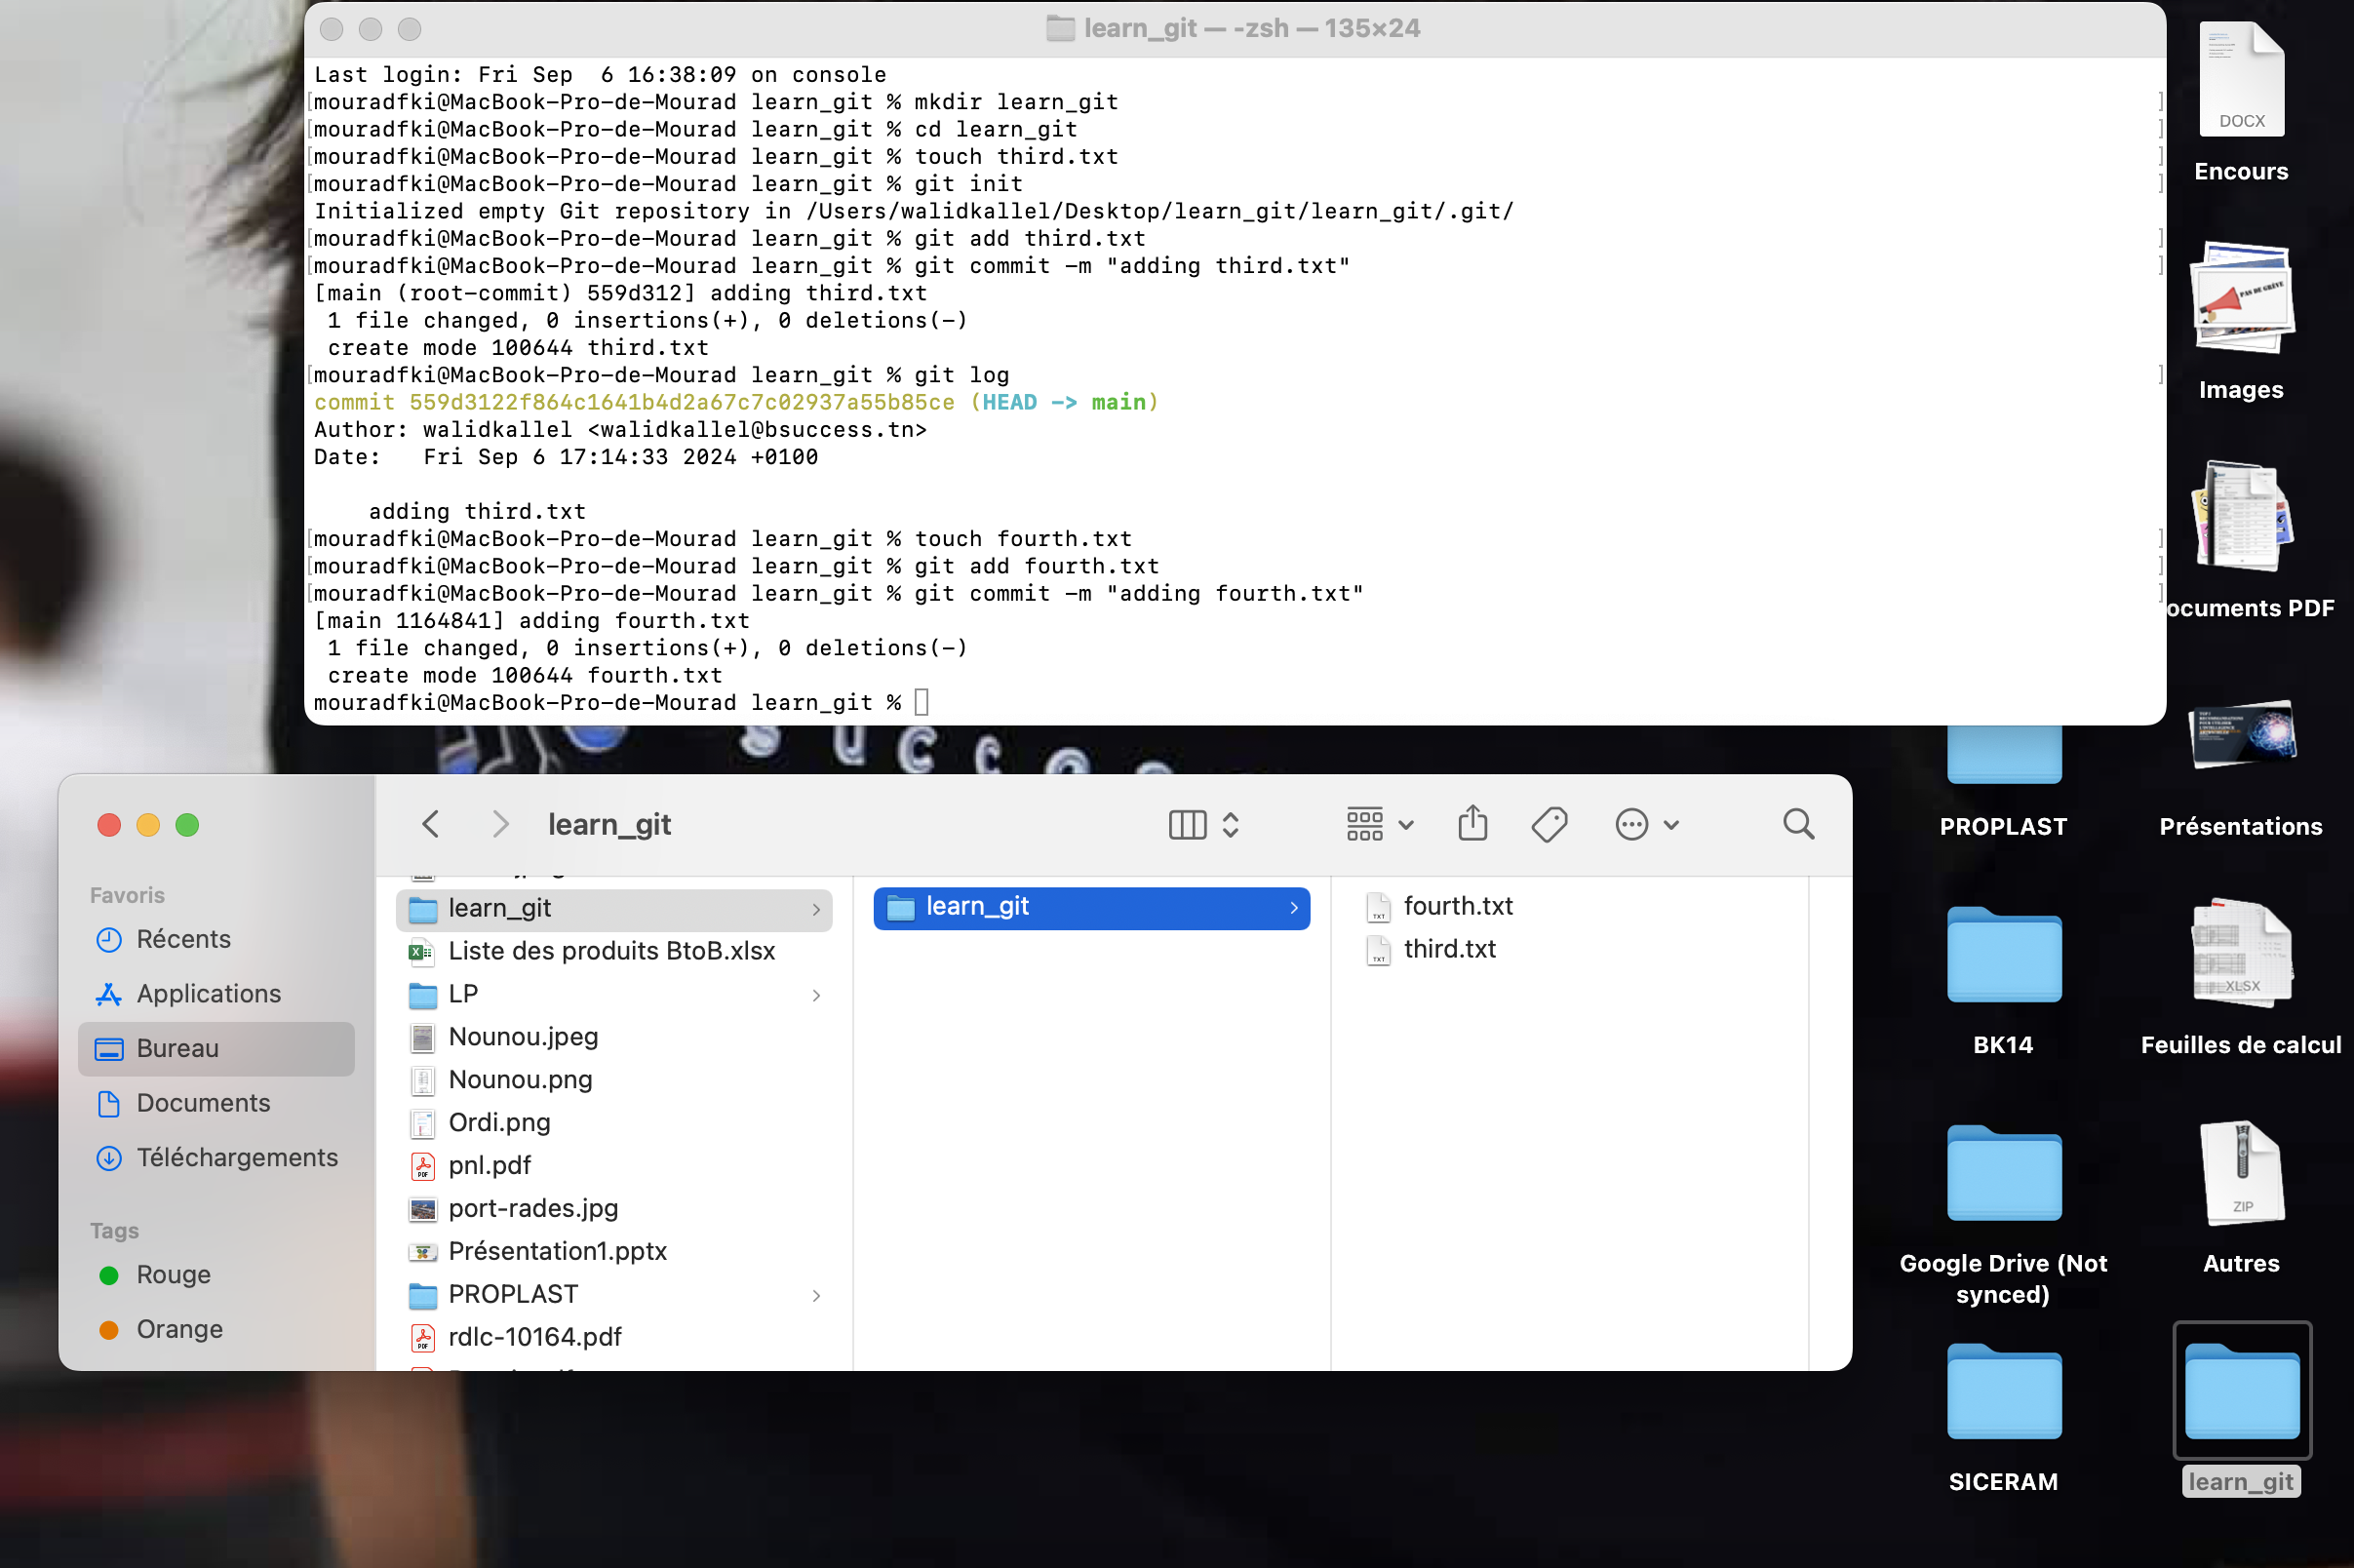 learn_git — -zsh — 135×24
Last login: Fri Sep  6 16:38:09 on console
[mouradfki@MacBook-Pro-de-Mourad learn_git % mkdir learn_git ]
[mouradfki@MacBook-Pro-de-Mourad learn_git % cd learn_git ]
[mouradfki@MacBook-Pro-de-Mourad learn_git % touch third.txt ]
[mouradfki@MacBook-Pro-de-Mourad learn_git % git init ]
Initialized empty Git repository in /Users/walidkallel/Desktop/learn_git/learn_git/.git/
[mouradfki@MacBook-Pro-de-Mourad learn_git % git add third.txt ]
[mouradfki@MacBook-Pro-de-Mourad learn_git % git commit -m "adding third.txt" ]
[main (root-commit) 559d312] adding third.txt
 1 file changed, 0 insertions(+), 0 deletions(-)
 create mode 100644 third.txt
[mouradfki@MacBook-Pro-de-Mourad learn_git % git log ]
commit 559d3122f864c1641b4d2a67c7c02937a55b85ce (HEAD -> main)
Author: walidkallel <walidkallel@bsuccess.tn>
Date:   Fri Sep 6 17:14:33 2024 +0100
    adding third.txt
[mouradfki@MacBook-Pro-de-Mourad learn_git % touch fourth.txt ]
[mouradfki@MacBook-Pro-de-Mourad learn_git % git add fourth.txt ]
[mouradfki@MacBook-Pro-de-Mourad learn_git % git commit -m "adding fourth.txt" ]
[main 1164841] adding fourth.txt
 1 file changed, 0 insertions(+), 0 deletions(-)
 create mode 100644 fourth.txt
mouradfki@MacBook-Pro-de-Mourad learn_git %
learn_git
Favoris
Récents
Applications
Bureau
Documents
Téléchargements
Tags
Rouge
Orange
learn_git
Liste des produits BtoB.xlsx
LP
Nounou.jpeg
Nounou.png
Ordi.png
pnl.pdf
port-rades.jpg
Présentation1.pptx
PROPLAST
rdlc-10164.pdf
learn_git
fourth.txt
third.txt
DOCX
Encours
PAS DE GRÈVE
Images
ocuments PDF
PROPLAST
Présentations
BK14
XLSX
Feuilles de calcul
Google Drive (Not
synced)
ZIP
Autres
SICERAM
learn_git